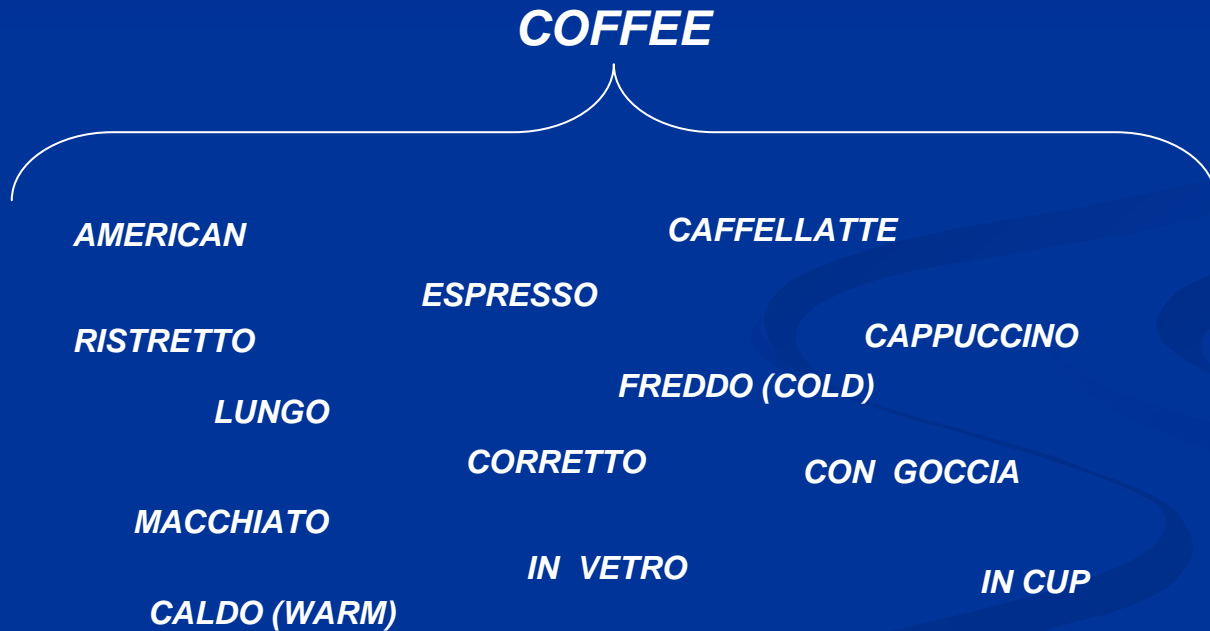 COFFEE
AMERICAN
CAFFELLATTE
ESPRESSO
RISTRETTO
CAPPUCCINO
FREDDO (COLD)
LUNGO
CORRETTO
CON GOCCIA
MACCHIATO
IN VETRO
IN CUP
CALDO (WARM)